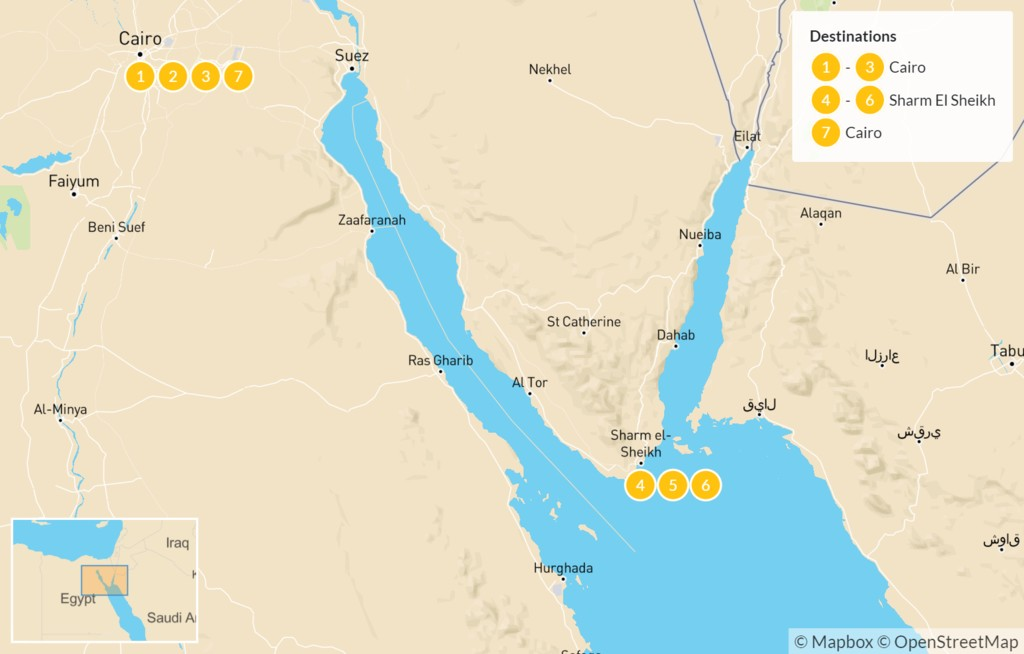 Cairo
1 2 3 7
Suez
Nekhel
Destinations
1 - 3 Cairo
4 - 6 Sharm El Sheikh
7 Cairo
Eilat
Faiyum
Beni Suef
Zaafaranah
Nueiba
Alaqan
Al Bir
St Catherine
Dahab
Tabu
Ras Gharib
Al Tor
Al-Minya
قيال
شقري
Sharm el-
Sheikh
4 5 6
شواق
Hurghada
Iraq
K
Egypt
Saudi A
© Mapbox © OpenStreetMap